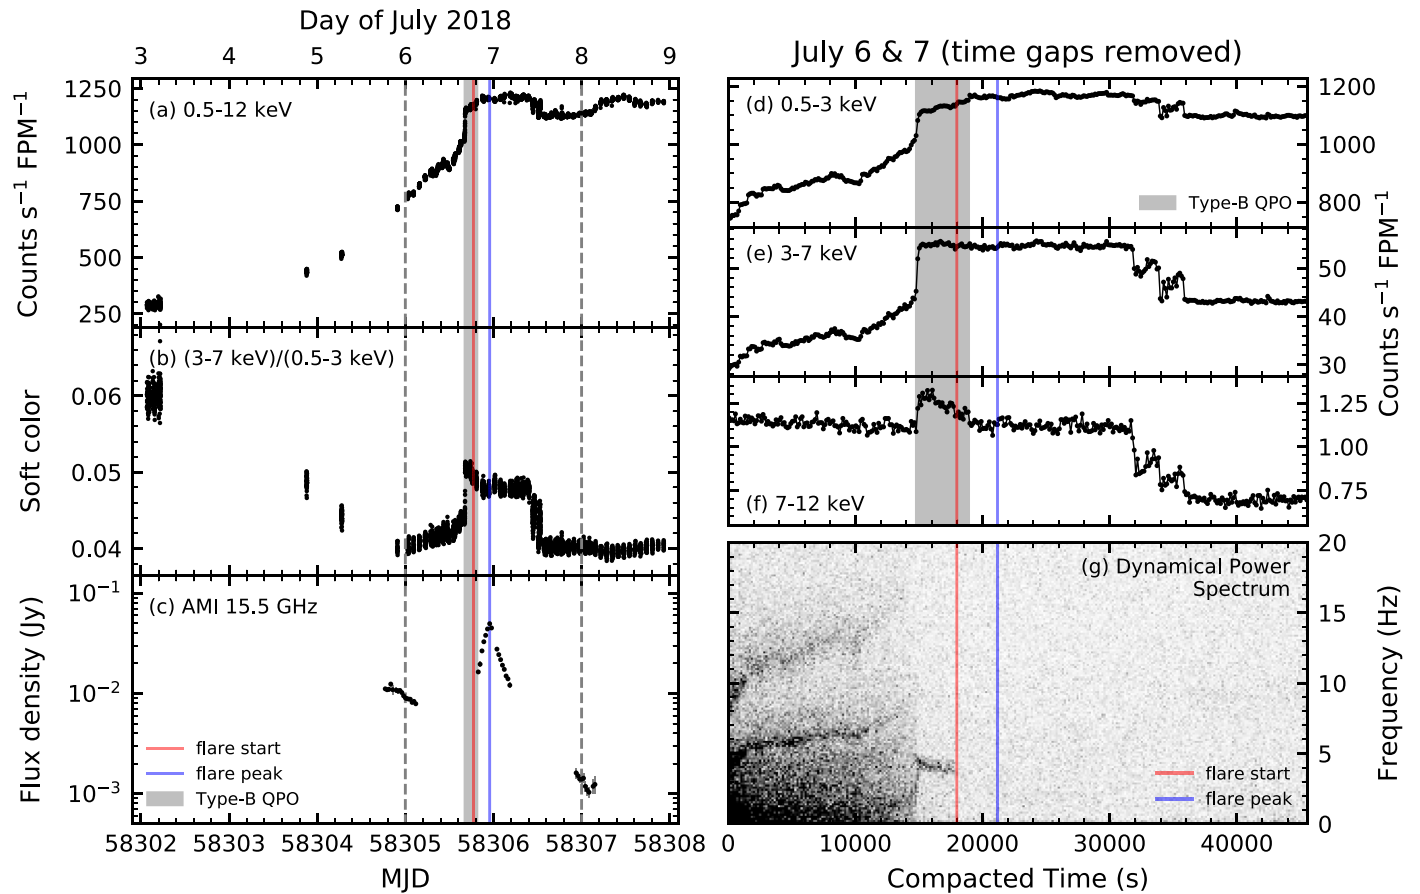 Day of July 2018
3 4 5 6 7 8 9
(a) 0.5-12 keV
Counts s⁻¹ FPM⁻¹
1250
1000
750
500
250
(b) (3-7 keV)/(0.5-3 keV)
Soft color
0.06
0.05
0.04
(c) AMI 15.5 GHz
Flux density (Jy)
10⁻¹
10⁻²
10⁻³
flare start
flare peak
Type-B QPO
58302 58303 58304 58305 58306 58307 58308
MJD
July 6 & 7 (time gaps removed)
(d) 0.5-3 keV
1200
1000
800
Type-B QPO
(e) 3-7 keV
50
40
30
Counts s⁻¹ FPM⁻¹
(f) 7-12 keV
1.25
1.00
0.75
(g) Dynamical Power
Spectrum
20
15
10
5
0
Frequency (Hz)
flare start
flare peak
0 10000 20000 30000 40000
Compacted Time (s)